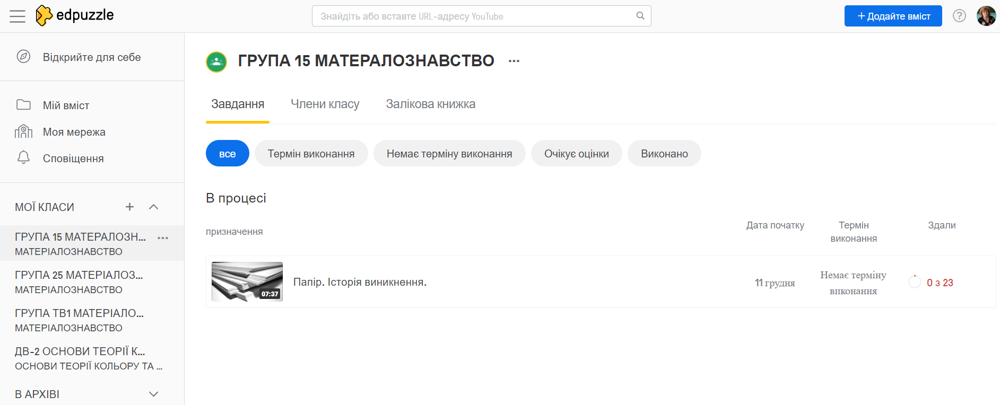 edpuzzle
Знайдіть або вставте URL-адресу YouTube
+ Додайте вміст
?
Відкрийте для себе
Мій вміст
Моя мережа
Сповіщення
МОЇ КЛАСИ
ГРУПА 15 МАТЕРАЛОЗН...
МАТЕРІАЛОЗНАВСТВО
ГРУПА 25 МАТЕРІАЛОЗ...
МАТЕРІАЛОЗНАВСТВО
ГРУПА ТВ1 МАТЕРІАЛО...
МАТЕРІАЛОЗНАВСТВО
ДВ-2 ОСНОВИ ТЕОРІЇ К...
ОСНОВИ ТЕОРІЇ КОЛЬОРУ ТА ...
В АРХІВІ
ГРУПА 15 МАТЕРАЛОЗНАВСТВО
Завдання Члени класу Залікова книжка
все Термін виконання Немає терміну виконання Очікує оцінки Виконано
В процесі
призначення Дата початку Термін виконання Здали
07:37
Папір. Історія виникнення.
11 грудня
Немає терміну
виконання
0 з 23